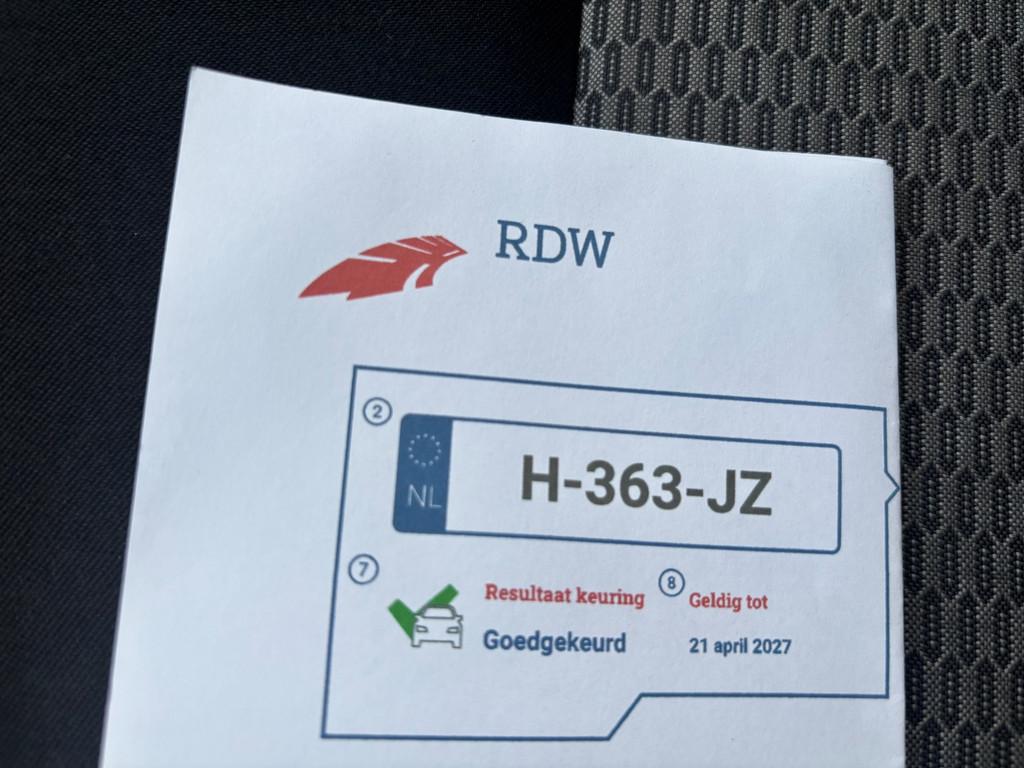 RDW
2
NL
H-363-JZ
7
Resultaat keuring
8
Geldig tot
Goedgekeurd
21 april 2027